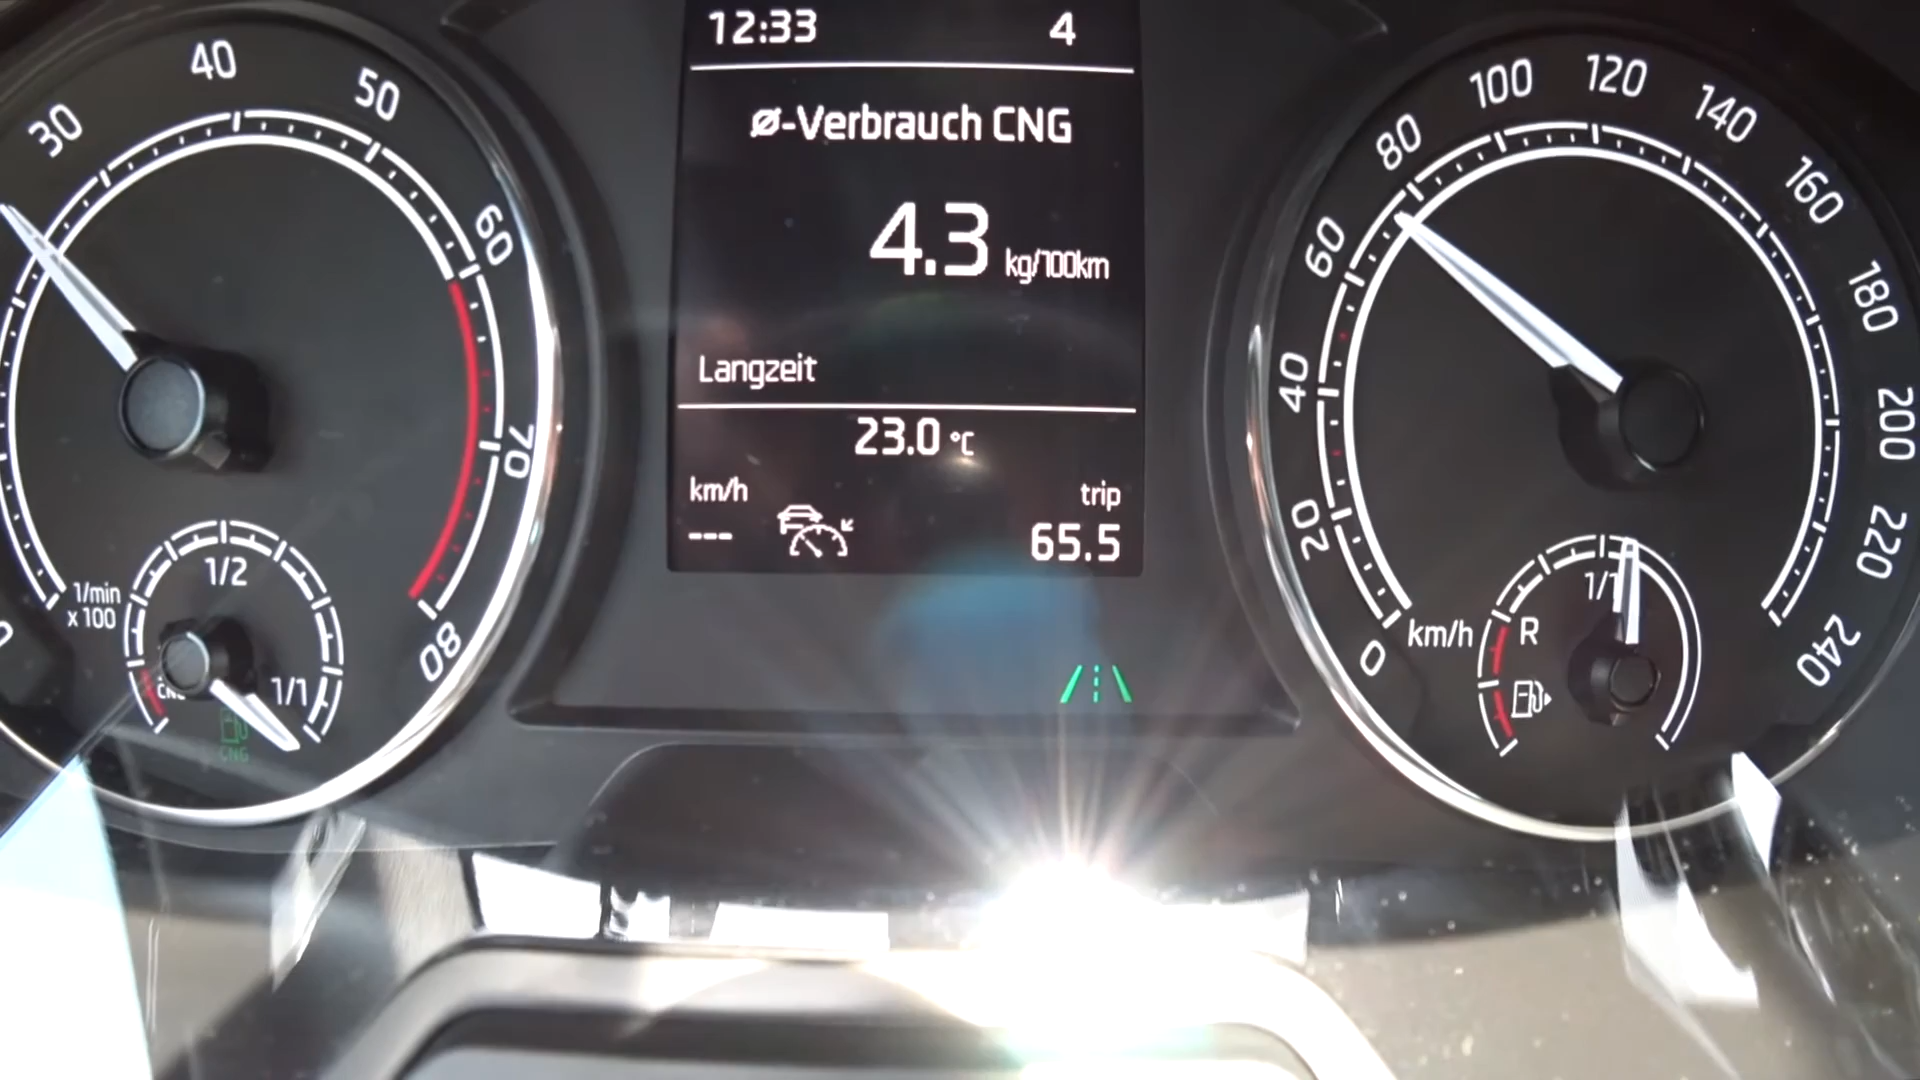 12:33 4
ø-Verbrauch CNG
4.3 kg/100km
Langzeit
23.0 °C
km/h trip
--- 65.5
30 40 50 60 70 80
1/min
x 100
1/2
1/1
CNG
CNG
0 20 40 60 80 100 120 140 160 180 200 220 240
km/h
R
1/1